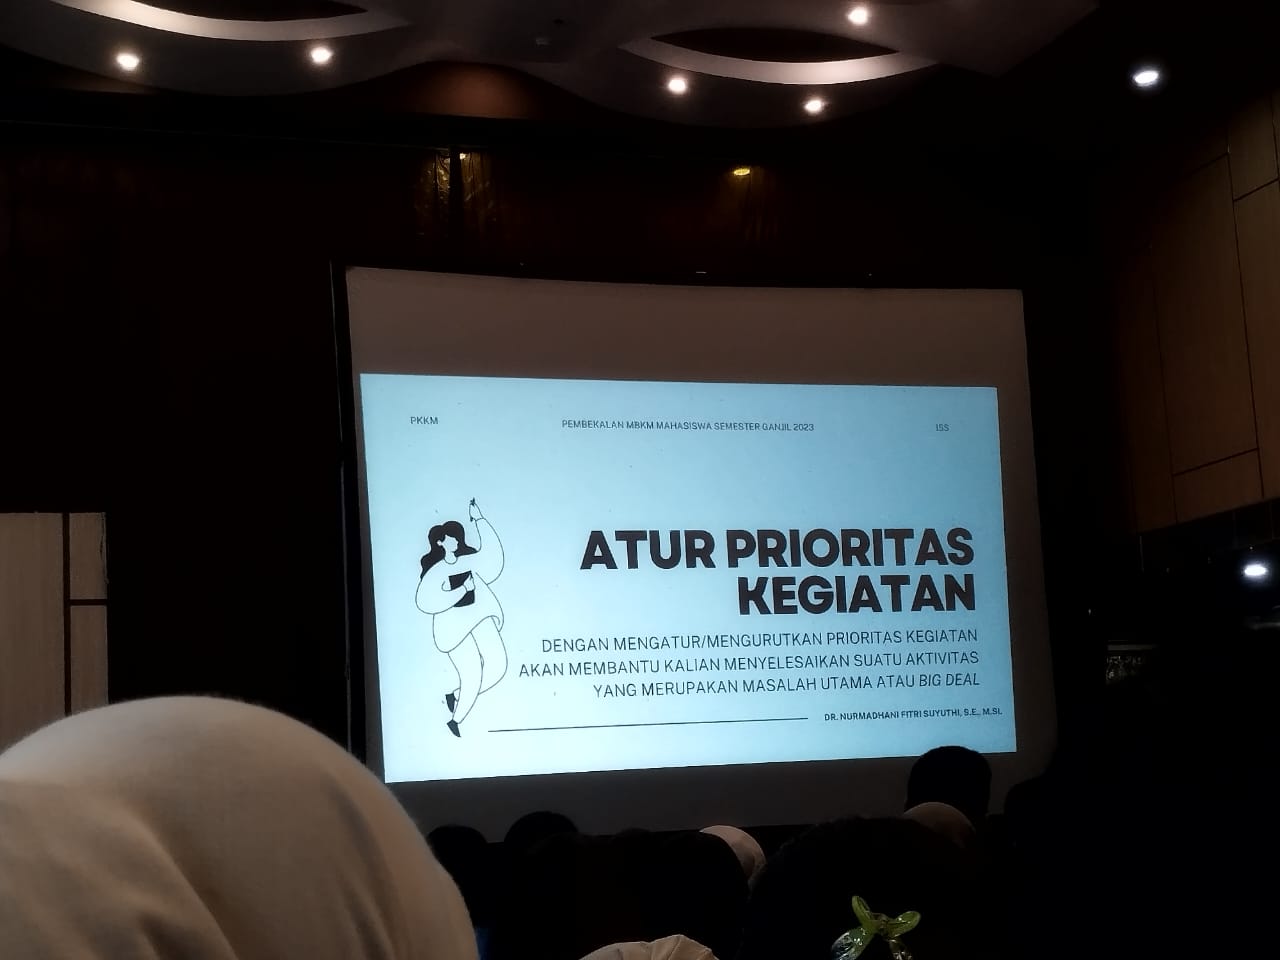 PKKM
PEMBEKALAN MBKM MAHASISWA SEMESTER GANJIL 2023
ISS
ATUR PRIORITAS
KEGIATAN
DENGAN MENGATUR/MENGURUTKAN PRIORITAS KEGIATAN
AKAN MEMBANTU KALIAN MENYELESAIKAN SUATU AKTIVITAS
YANG MERUPAKAN MASALAH UTAMA ATAU BIG DEAL
DR. NURMADHANI FITRI SUYUTHI, S.E., M.SI.